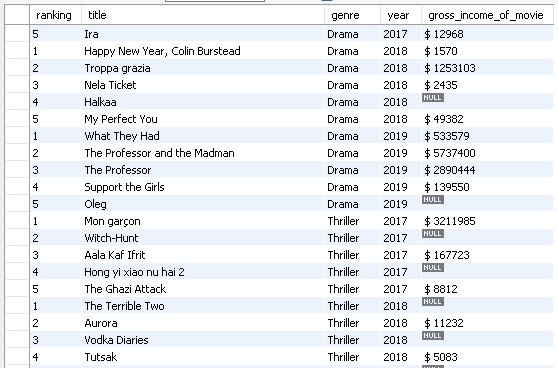 ranking title genre year gross_income_of_movie
5 Ira Drama 2017 $ 12968
1 Happy New Year, Colin Burstead Drama 2018 $ 1570
2 Troppa grazia Drama 2018 $ 1253103
3 Nela Ticket Drama 2018 $ 2435
4 Halkaa Drama 2018 NULL
5 My Perfect You Drama 2018 $ 49382
1 What They Had Drama 2019 $ 533579
2 The Professor and the Madman Drama 2019 $ 5737400
3 The Professor Drama 2019 $ 2890444
4 Support the Girls Drama 2019 $ 139550
5 Oleg Drama 2019 NULL
1 Mon garçon Thriller 2017 $ 3211985
2 Witch-Hunt Thriller 2017 NULL
3 Aala Kaf Ifrit Thriller 2017 $ 167723
4 Hong yi xiao nu hai 2 Thriller 2017 NULL
5 The Ghazi Attack Thriller 2017 $ 8812
1 The Terrible Two Thriller 2018 NULL
2 Aurora Thriller 2018 $ 11232
3 Vodka Diaries Thriller 2018 NULL
4 Tutsak Thriller 2018 $ 5083